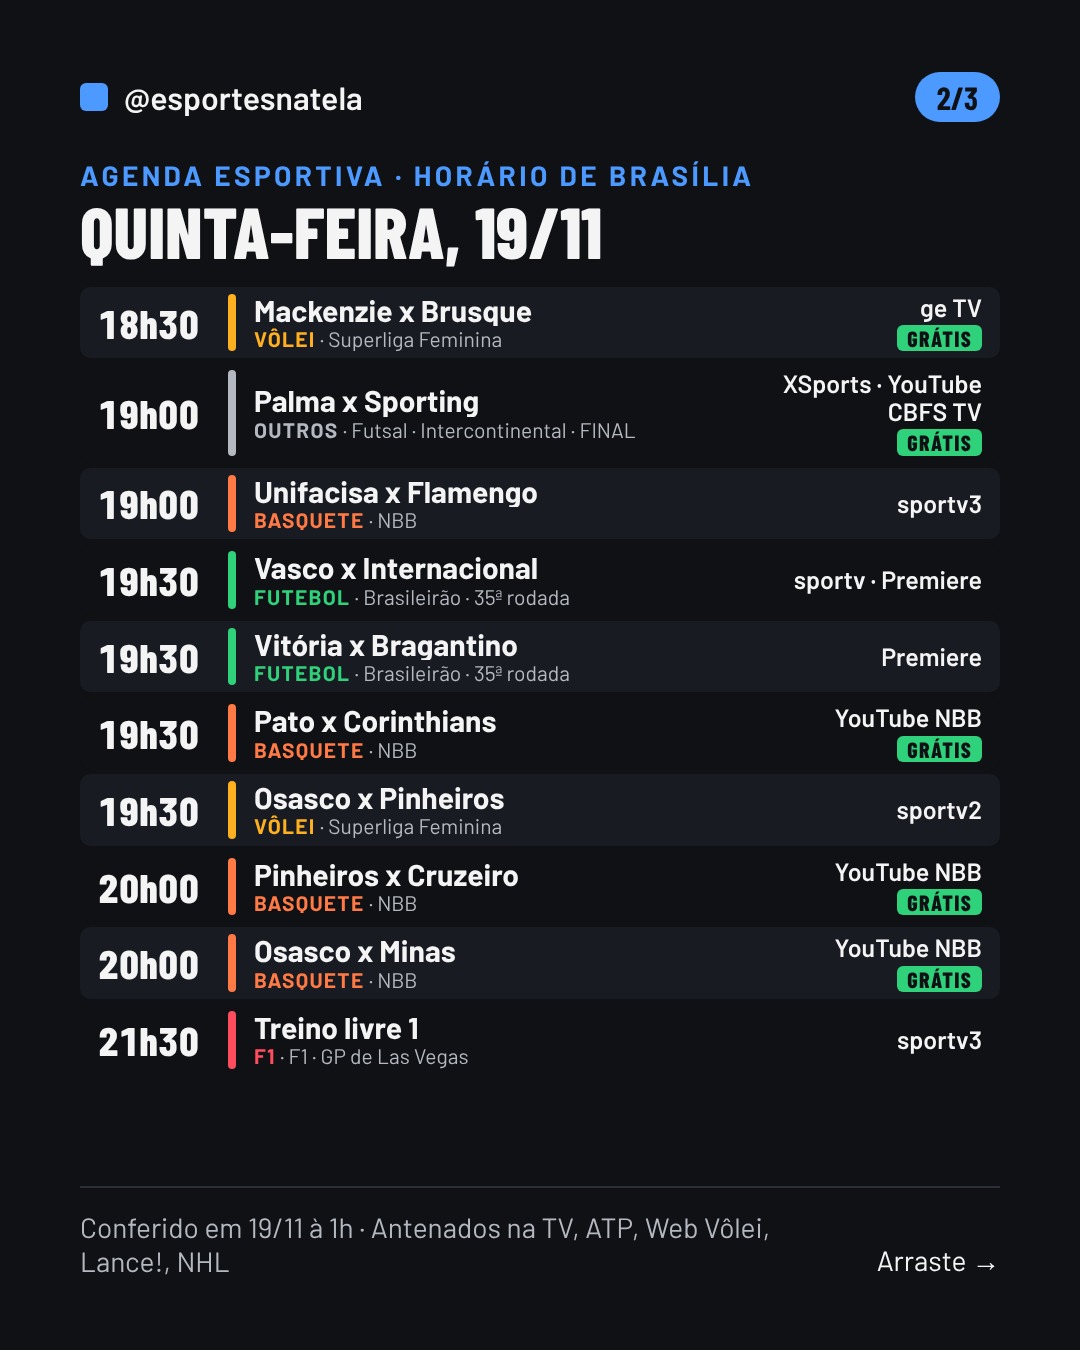 @esportesnatela
2/3
AGENDA ESPORTIVA · HORÁRIO DE BRASÍLIA
QUINTA-FEIRA, 19/11
18h30
Mackenzie x Brusque
VÔLEI · Superliga Feminina
ge TV
GRÁTIS
19h00
Palma x Sporting
OUTROS · Futsal · Intercontinental · FINAL
XSports · YouTube
CBFS TV
GRÁTIS
19h00
Unifacisa x Flamengo
BASQUETE · NBB
sportv3
19h30
Vasco x Internacional
FUTEBOL · Brasileirão · 35ª rodada
sportv · Premiere
19h30
Vitória x Bragantino
FUTEBOL · Brasileirão · 35ª rodada
Premiere
19h30
Pato x Corinthians
BASQUETE · NBB
YouTube NBB
GRÁTIS
19h30
Osasco x Pinheiros
VÔLEI · Superliga Feminina
sportv2
20h00
Pinheiros x Cruzeiro
BASQUETE · NBB
YouTube NBB
GRÁTIS
20h00
Osasco x Minas
BASQUETE · NBB
YouTube NBB
GRÁTIS
21h30
Treino livre 1
F1 · F1 · GP de Las Vegas
sportv3
Conferido em 19/11 à 1h · Antenados na TV, ATP, Web Vôlei,
Lance!, NHL
Arraste →